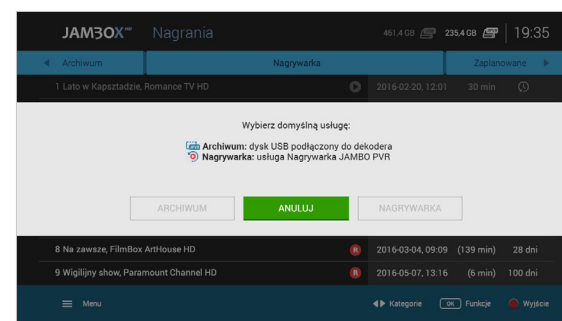 JAMBOX Nagrania 461,4 GB 235,4 GB 19:35
Archiwum Nagrywarka Zaplanowane
1 Lato w Kapsztadzie, Romance TV HD 2016-02-20, 12:01 30 min
Wybierz domyślną usługę:
Archiwum: dysk USB podłączony do dekodera
Nagrywarka: usługa Nagrywarka JAMBO PVR
ARCHIWUM ANULUJ NAGRYWARKA
8 Na zawsze, FilmBox ArtHouse HD R 2016-03-04, 09:09 (139 min) 28 dni
9 Wigilijny show, Paramount Channel HD R 2016-05-07, 13:16 (6 min) 100 dni
Menu Kategorie OK Funkcje Wyjście